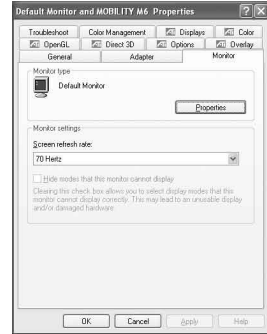 Default Monitor and MOBILITY M6 Properties
Troubleshoot Color Management Displays Color
OpenGL Direct 3D Options Overlay
General Adapter Monitor
Monitor type
Default Monitor
Properties
Monitor settings
Screen refresh rate:
70 Hertz
Hide modes that this monitor cannot display
Clearing this check box allows you to select display modes that this
monitor cannot display correctly. This may lead to an unusable display
and/or damaged hardware.
OK Cancel Apply Help